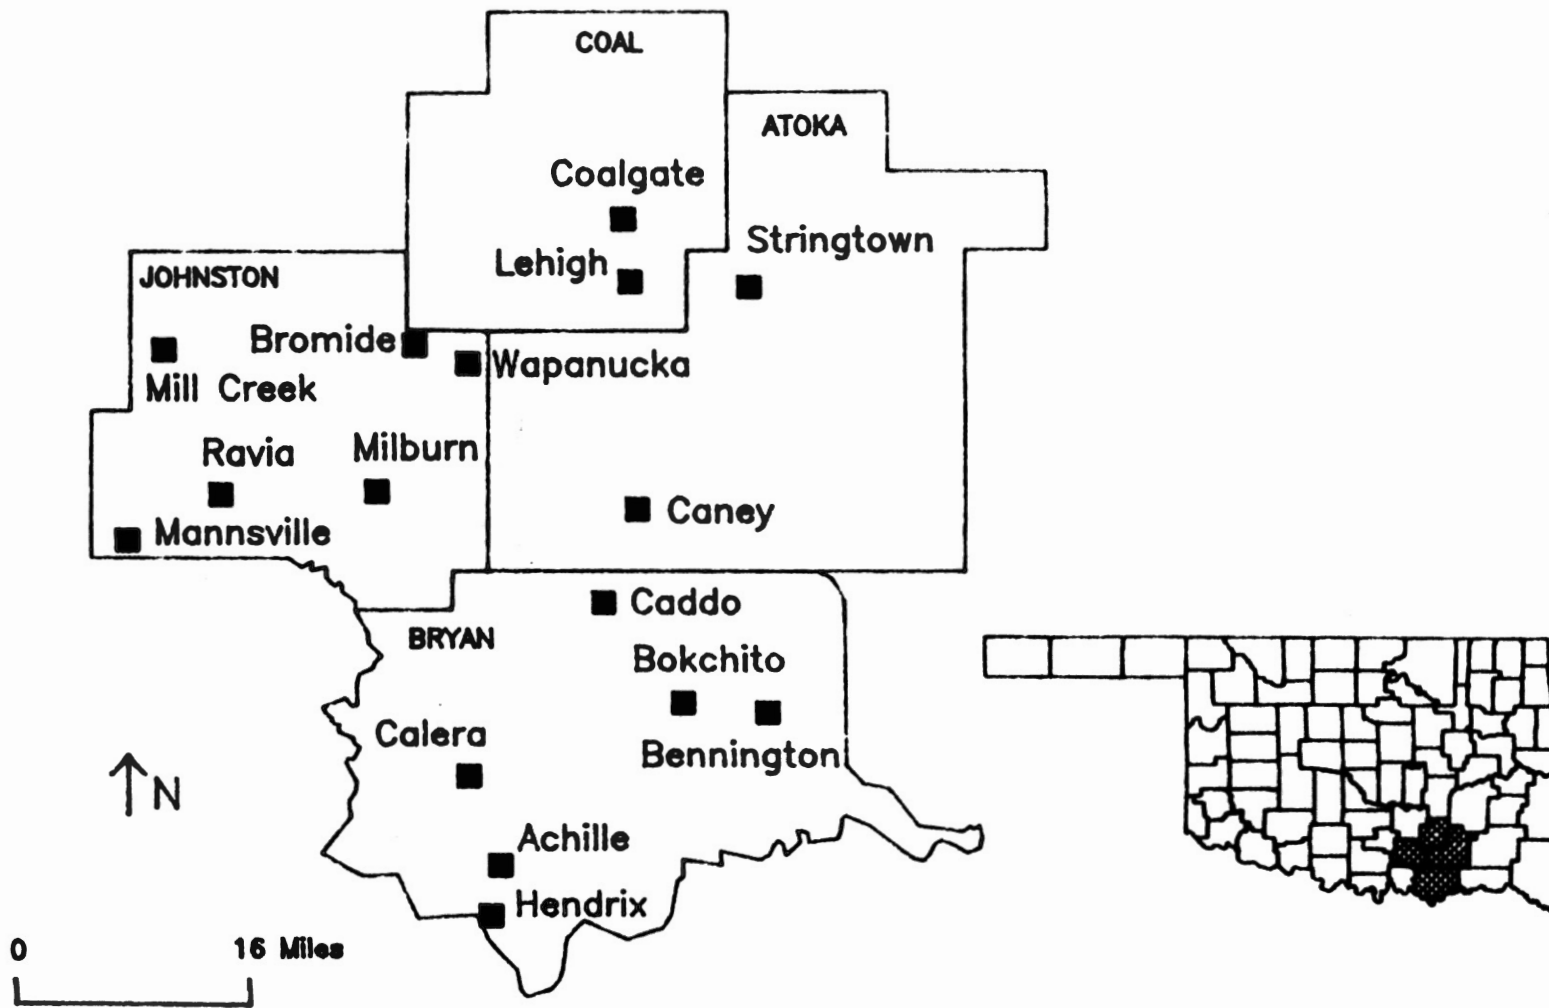 COAL
ATOKA
Coalgate
Stringtown
Lehigh
JOHNSTON
Bromide
Wapanucka
Mill Creek
Ravia
Milburn
Caney
Mannsville
Caddo
BRYAN
Bokchito
Calera
Bennington
N
Achille
Hendrix
0 16 Miles